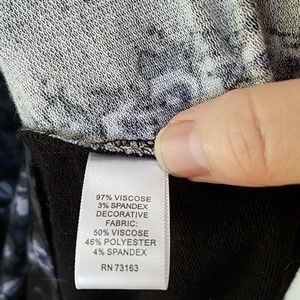 97% VISCOSE
3% SPANDEX
DECORATIVE
FABRIC:
50% VISCOSE
46% POLYESTER
4% SPANDEX
RN 73163